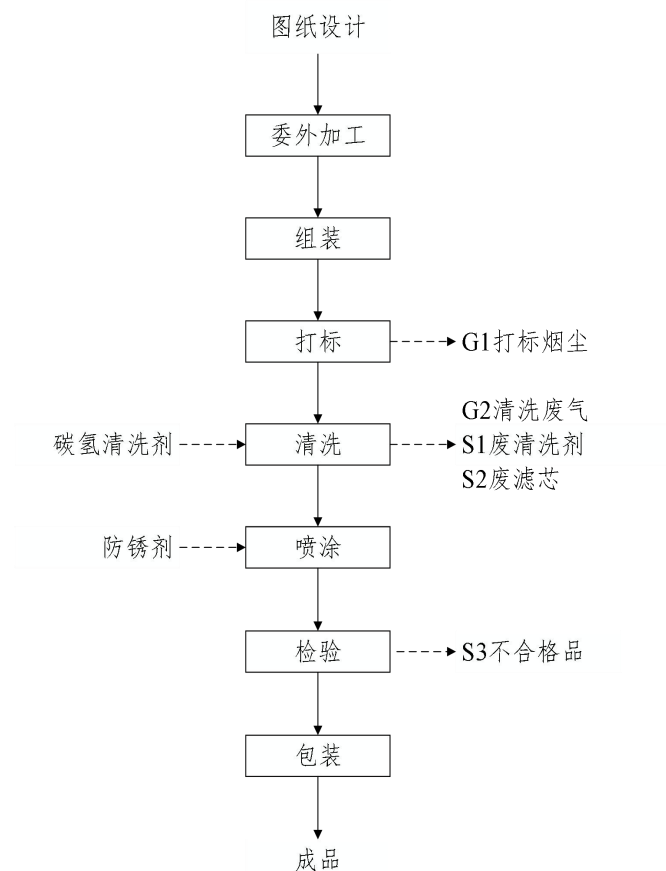 图纸设计
委外加工
组装
打标
G1打标烟尘
G2清洗废气
碳氢清洗剂
清洗
S1废清洗剂
S2废滤芯
防锈剂
喷涂
检验
S3不合格品
包装
成品